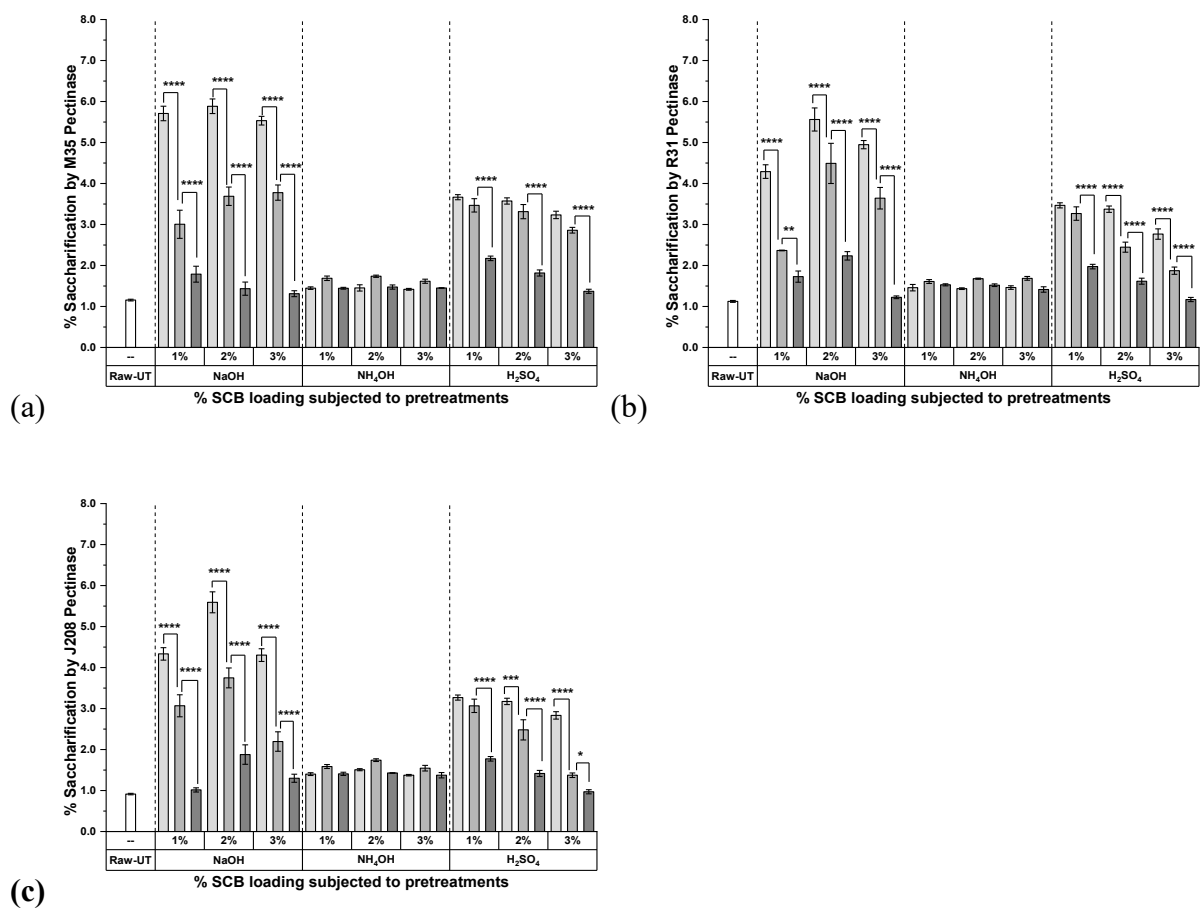 8.0
7.0
6.0
5.0
4.0
3.0
2.0
1.0
0.0
% Saccharification by M35 Pectinase
**** **** ****
**** **** ****
**** **** ****
-- 1% 2% 3% 1% 2% 3% 1% 2% 3%
Raw-UT NaOH NH₄OH H₂SO₄
% SCB loading subjected to pretreatments
(a)
8.0
7.0
6.0
5.0
4.0
3.0
2.0
1.0
0.0
% Saccharification by R31 Pectinase
**** **** ****
** **** ****
**** **** ****
**** ****
-- 1% 2% 3% 1% 2% 3% 1% 2% 3%
Raw-UT NaOH NH₄OH H₂SO₄
% SCB loading subjected to pretreatments
(b)
8.0
7.0
6.0
5.0
4.0
3.0
2.0
1.0
0.0
% Saccharification by J208 Pectinase
**** **** ****
**** **** ****
**** *** ****
**** *
-- 1% 2% 3% 1% 2% 3% 1% 2% 3%
Raw-UT NaOH NH₄OH H₂SO₄
% SCB loading subjected to pretreatments
(c)